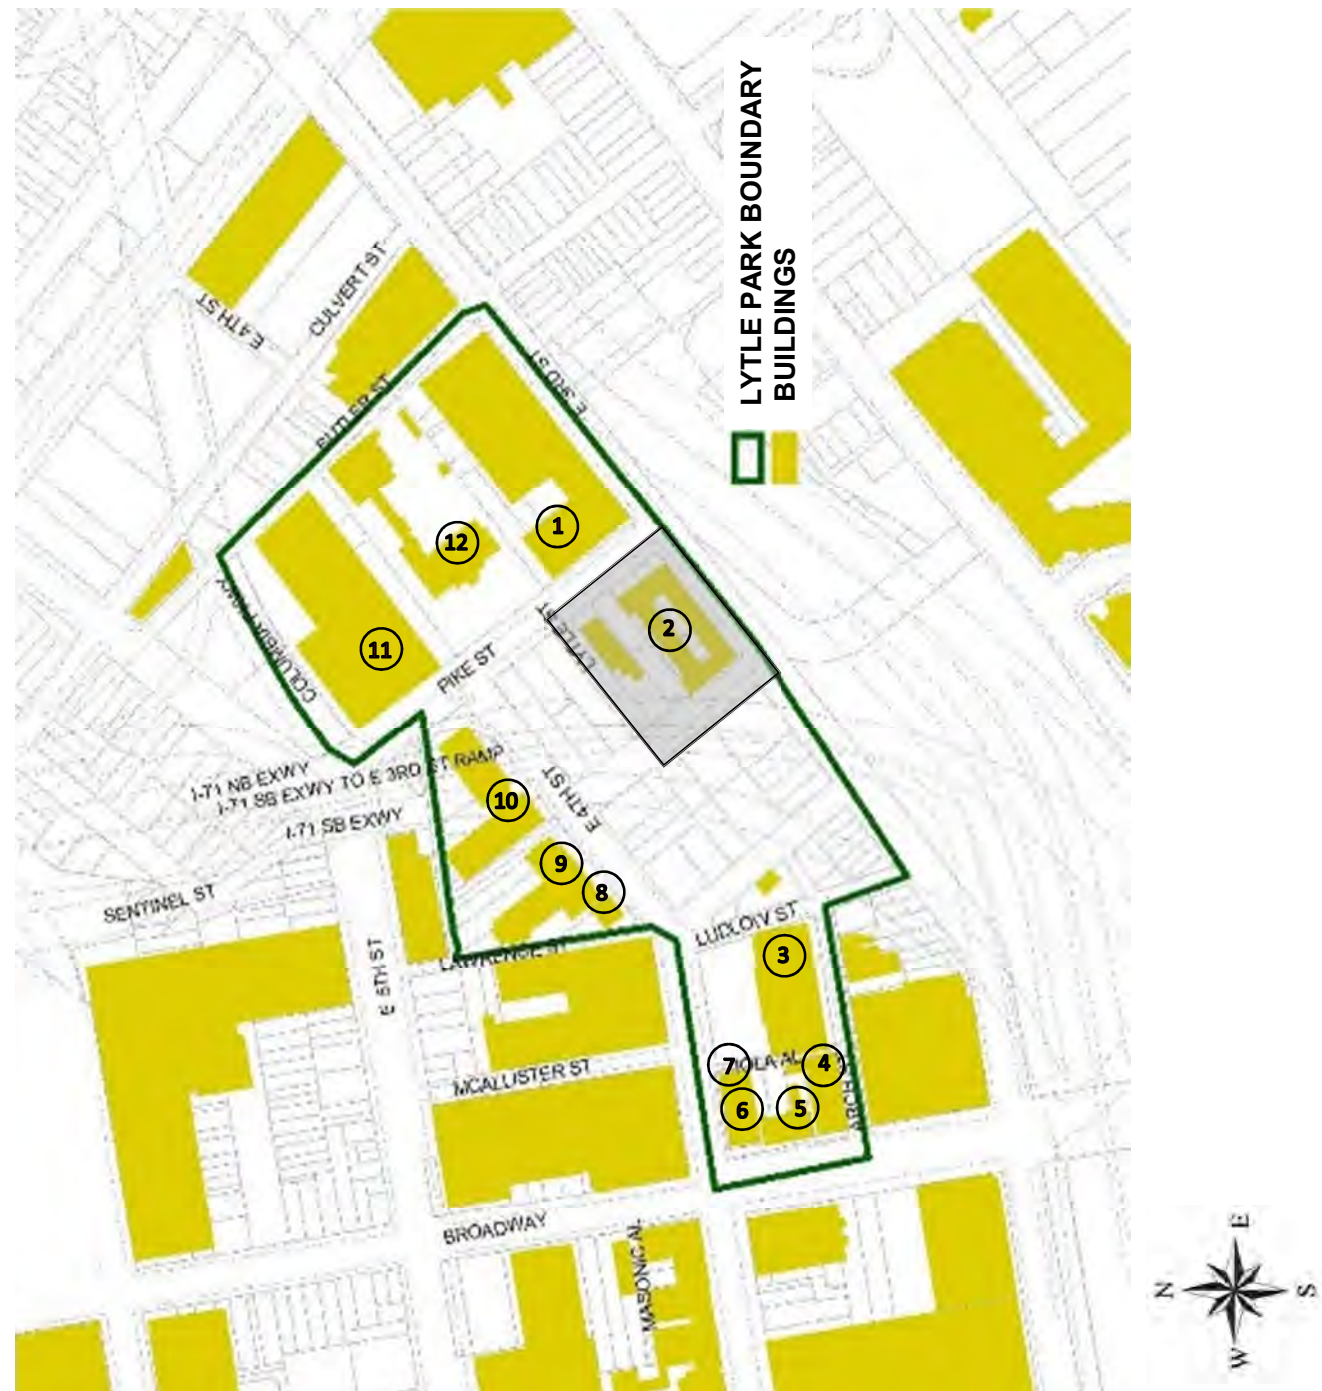 LYTLE PARK BOUNDARY
BUILDINGS
E 4TH ST
CULVERT ST
BUTLER ST
E 3RD ST
1
12
2
11
LYTLE ST
PIKE ST
COLUMBIA PKWY
I-71 NB EXWY
I-71 SB EXWY TO E 3RD ST RAMP
I-71 SB EXWY
10
E 4TH ST
9
8
SENTINEL ST
E 5TH ST
LAWRENCE ST
LUDLOW ST
3
7
4
6
5
MCALLISTER ST
BROADWAY
MASONIC AL
E
N
S
W